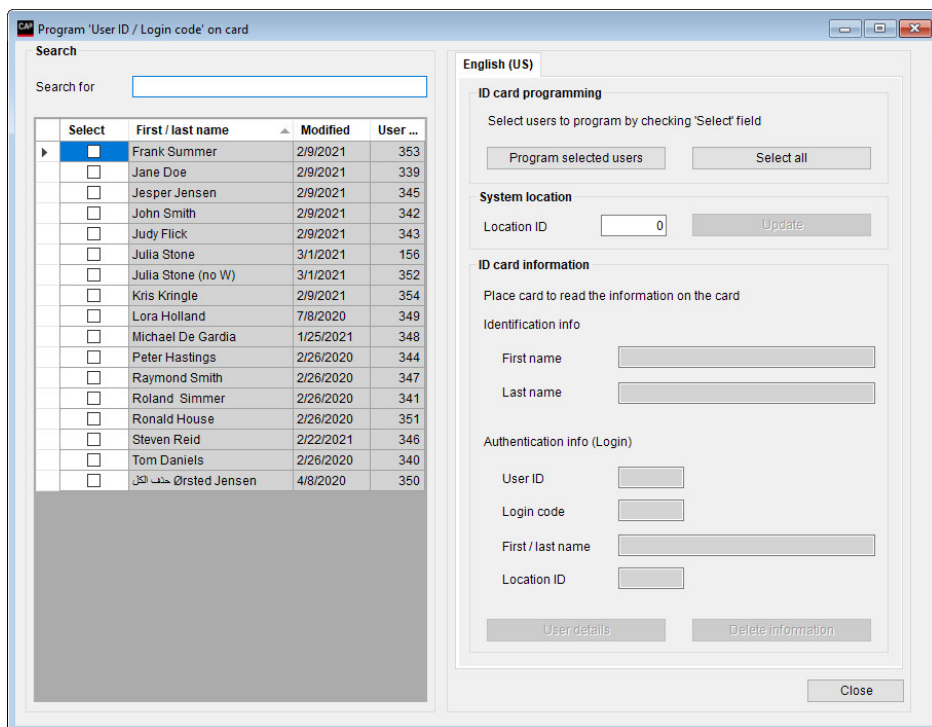 CAP Program 'User ID / Login code' on card
Search
Search for
Select First / last name Modified User ...
Frank Summer 2/9/2021 353
Jane Doe 2/9/2021 339
Jesper Jensen 2/9/2021 345
John Smith 2/9/2021 342
Judy Flick 2/9/2021 343
Julia Stone 3/1/2021 156
Julia Stone (no W) 3/1/2021 352
Kris Kringle 2/9/2021 354
Lora Holland 7/8/2020 349
Michael De Gardia 1/25/2021 348
Peter Hastings 2/26/2020 344
Raymond Smith 2/26/2020 347
Roland  Simmer 2/26/2020 341
Ronald House 2/26/2020 351
Steven Reid 2/22/2021 346
Tom Daniels 2/26/2020 340
حذف الكل Ørsted Jensen 4/8/2020 350
English (US)
ID card programming
Select users to program by checking 'Select' field
Program selected users Select all
System location
Location ID 0 Update
ID card information
Place card to read the information on the card
Identification info
First name
Last name
Authentication info (Login)
User ID
Login code
First / last name
Location ID
User details Delete information
Close